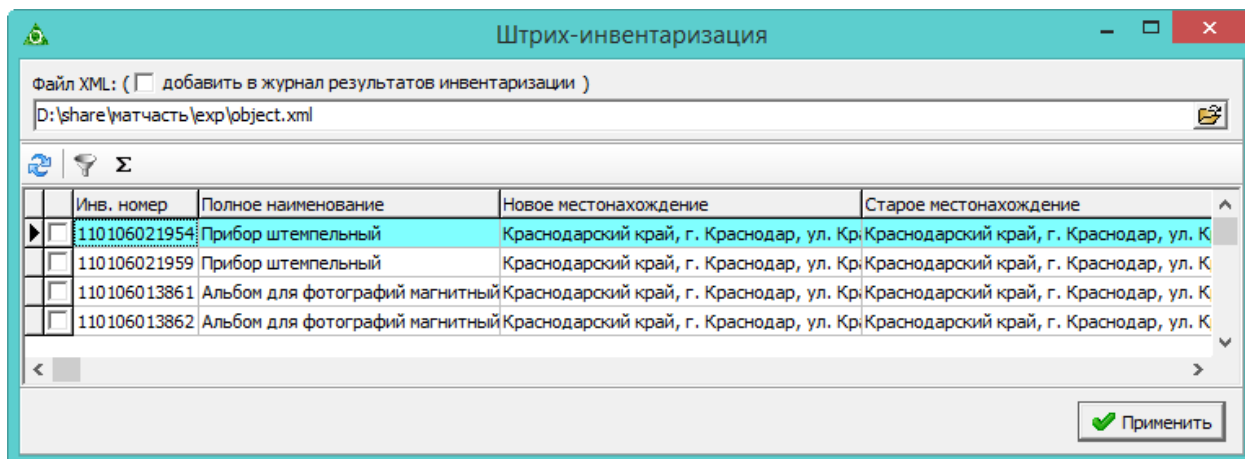 Штрих-инвентаризация
Файл XML: ( добавить в журнал результатов инвентаризации )
D:\share\матчасть\exp\object.xml
Σ
Инв. номер Полное наименование Новое местонахождение Старое местонахождение
110106021954 Прибор штемпельный Краснодарский край, г. Краснодар, ул. Кра Краснодарский край, г. Краснодар, ул. К
110106021959 Прибор штемпельный Краснодарский край, г. Краснодар, ул. Кра Краснодарский край, г. Краснодар, ул. К
110106013861 Альбом для фотографий магнитный Краснодарский край, г. Краснодар, ул. Кра Краснодарский край, г. Краснодар, ул. К
110106013862 Альбом для фотографий магнитный Краснодарский край, г. Краснодар, ул. Кра Краснодарский край, г. Краснодар, ул. К
Применить